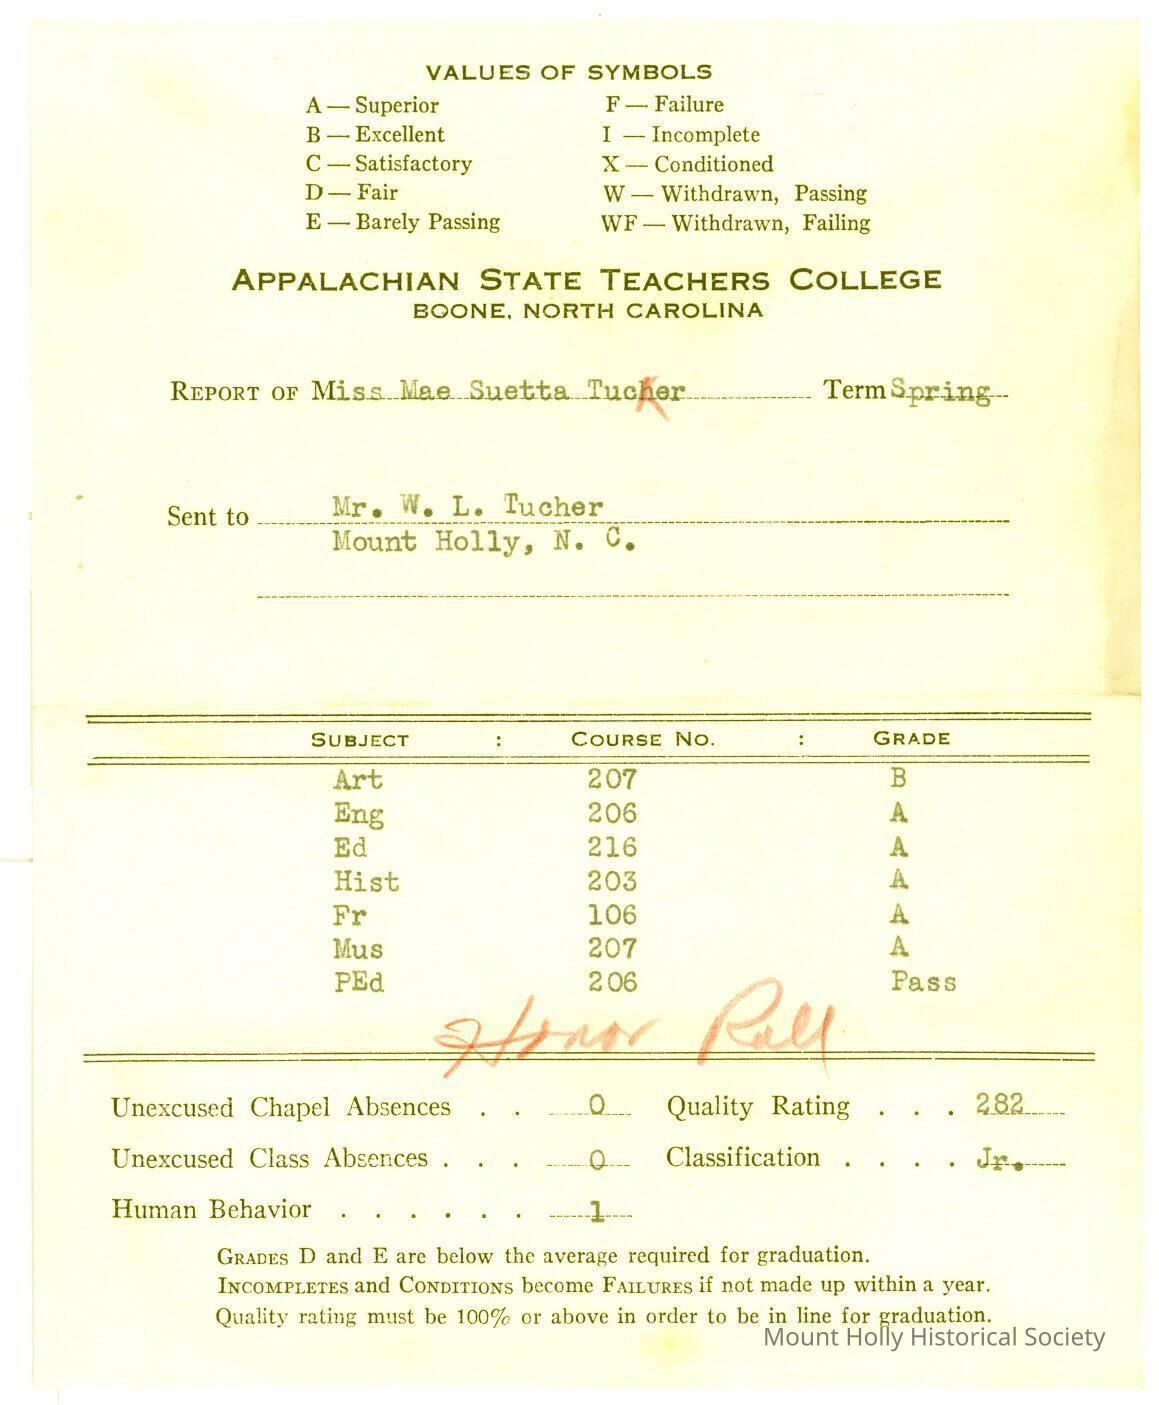 VALUES OF SYMBOLS
A — Superior F — Failure
B — Excellent I — Incomplete
C — Satisfactory X — Conditioned
D — Fair W — Withdrawn, Passing
E — Barely Passing WF — Withdrawn, Failing
APPALACHIAN STATE TEACHERS COLLEGE
BOONE, NORTH CAROLINA
REPORT OF Miss Mae Suetta Tucker Term Spring
Sent to Mr. W. L. Tucher
Mount Holly, N. C.
SUBJECT : COURSE NO. : GRADE
Art 207 B
Eng 206 A
Ed 216 A
Hist 203 A
Fr 106 A
Mus 207 A
PEd 206 Pass
Honor Roll
Unexcused Chapel Absences . . 0 Quality Rating . . . 282
Unexcused Class Absences . . . 0 Classification . . . . Jr.
Human Behavior . . . . . . 1
GRADES D and E are below the average required for graduation.
INCOMPLETES and CONDITIONS become FAILURES if not made up within a year.
Quality rating must be 100% or above in order to be in line for graduation.
Mount Holly Historical Society